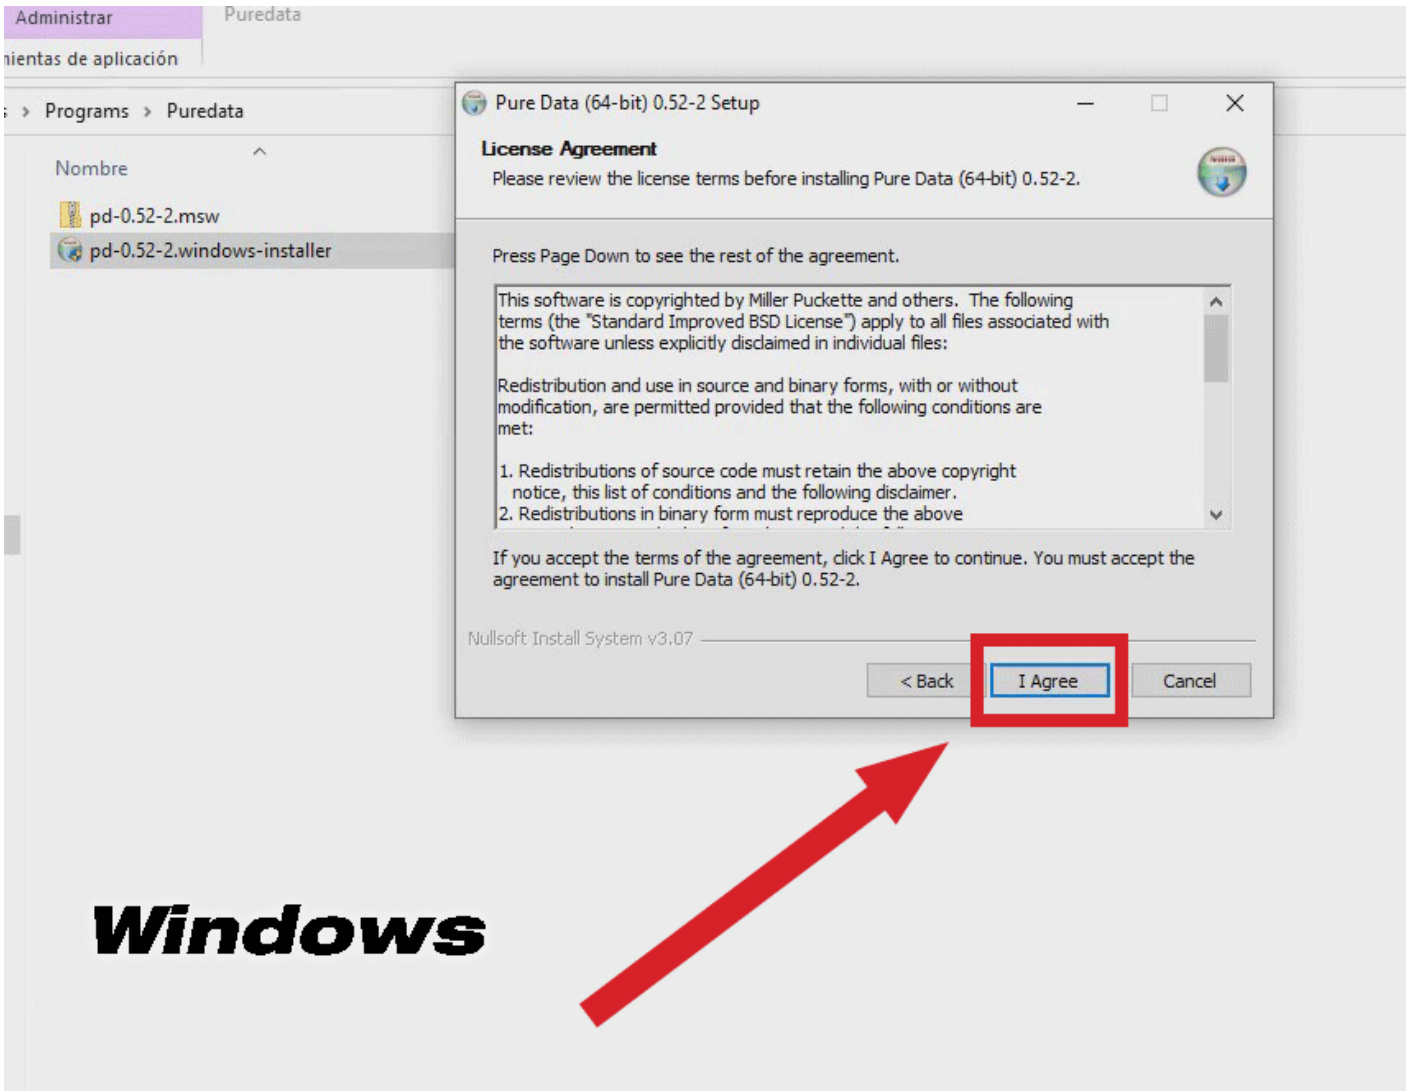 Administrar
Puredata
mientas de aplicación
s > Programs > Puredata
Nombre
pd-0.52-2.msw
pd-0.52-2.windows-installer
Pure Data (64-bit) 0.52-2 Setup
License Agreement
Please review the license terms before installing Pure Data (64-bit) 0.52-2.
Press Page Down to see the rest of the agreement.
This software is copyrighted by Miller Puckette and others.  The following
terms (the "Standard Improved BSD License") apply to all files associated with
the software unless explicitly disclaimed in individual files:
Redistribution and use in source and binary forms, with or without
modification, are permitted provided that the following conditions are
met:
1. Redistributions of source code must retain the above copyright
notice, this list of conditions and the following disclaimer.
2. Redistributions in binary form must reproduce the above
If you accept the terms of the agreement, click I Agree to continue. You must accept the
agreement to install Pure Data (64-bit) 0.52-2.
Nullsoft Install System v3.07
< Back
I Agree
Cancel
Windows